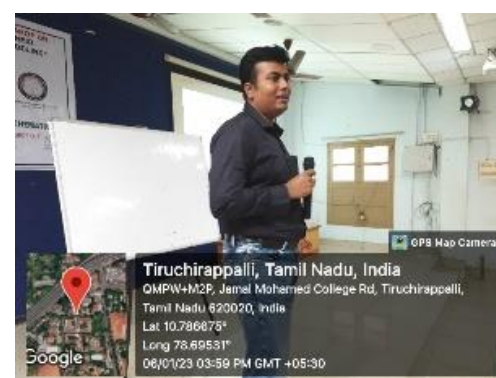 GPS Map Camera
Tiruchirappalli, Tamil Nadu, India
QMPW+M2P, Jamal Mohamed College Rd, Tiruchirappalli,
Tamil Nadu 620020, India
Lat 10.786675°
Long 78.69531°
06/01/23 03:59 PM GMT +05:30
Google